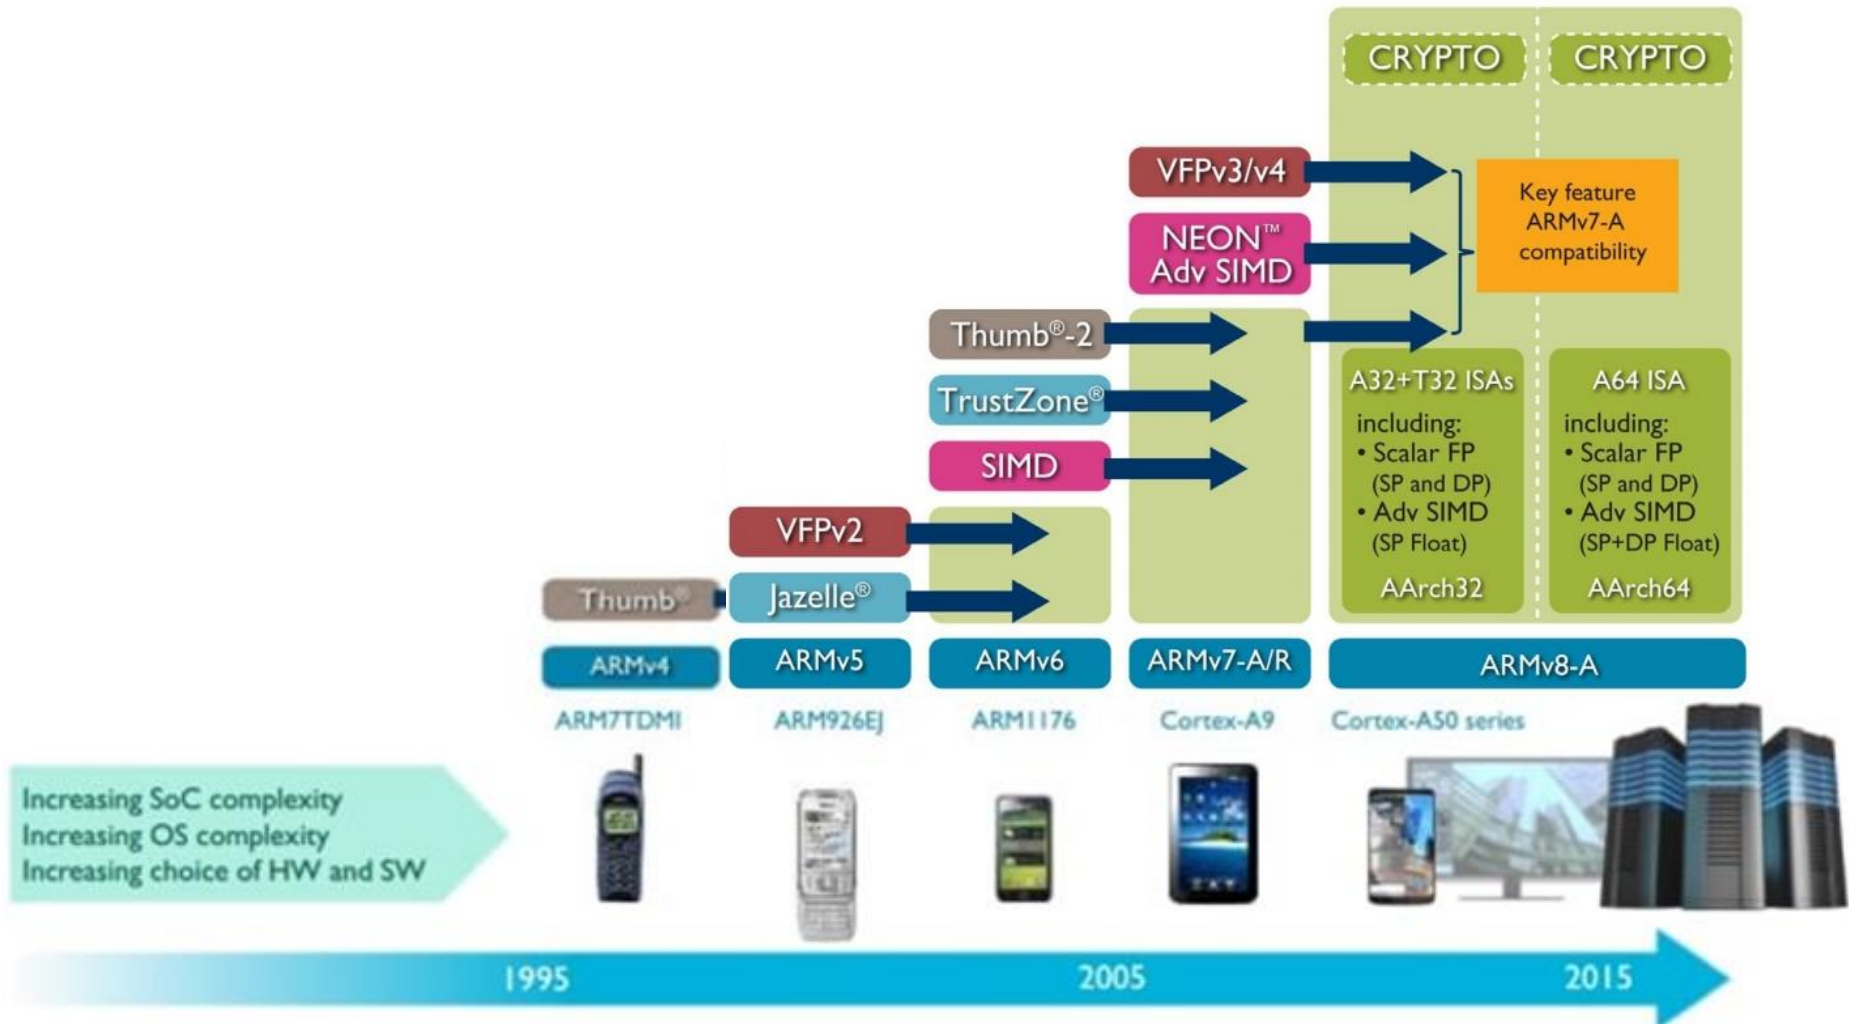 CRYPTO
CRYPTO
VFPv3/v4
Key feature
ARMv7-A
compatibility
NEON™
Adv SIMD
Thumb®-2
TrustZone®
SIMD
A32+T32 ISAs
including:
• Scalar FP
(SP and DP)
• Adv SIMD
(SP Float)
AArch32
A64 ISA
including:
• Scalar FP
(SP and DP)
• Adv SIMD
(SP+DP Float)
AArch64
VFPv2
Thumb®
Jazelle®
ARMv4
ARMv5
ARMv6
ARMv7-A/R
ARMv8-A
ARM7TDMI
ARM926EJ
ARM1176
Cortex-A9
Cortex-A50 series
Increasing SoC complexity
Increasing OS complexity
Increasing choice of HW and SW
1995
2005
2015